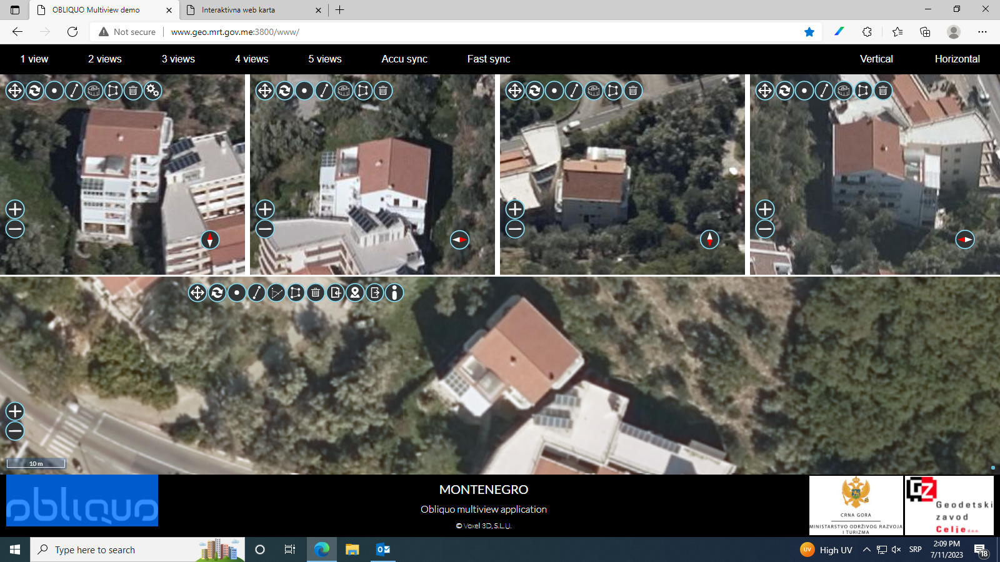 OBLIQUO Multiview demo
Interaktivna web karta
Not secure
www.geo.mrt.gov.me:3800/www/
1 view
2 views
3 views
4 views
5 views
Accu sync
Fast sync
Vertical
Horizontal
10 m
obliquo
MONTENEGRO
Obliquo multiview application
© Voxel 3D, S.L.U.
CRNA GORA
MINISTARSTVO ODRŽIVOG RAZVOJA
I TURIZMA
GZ
Geodetski
zavod
Celje d.o.o.
Type here to search
UV
High UV
SRP
2:09 PM
7/11/2023
18